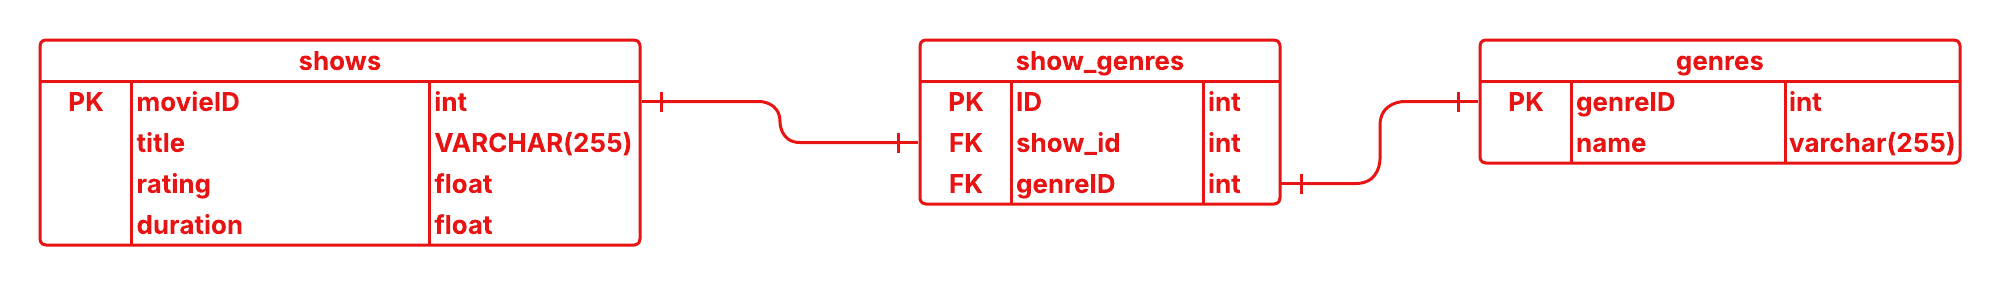 shows
PK movieID int
title VARCHAR(255)
rating float
duration float
show_genres
PK ID int
FK show_id int
FK genreID int
genres
PK genreID int
name varchar(255)